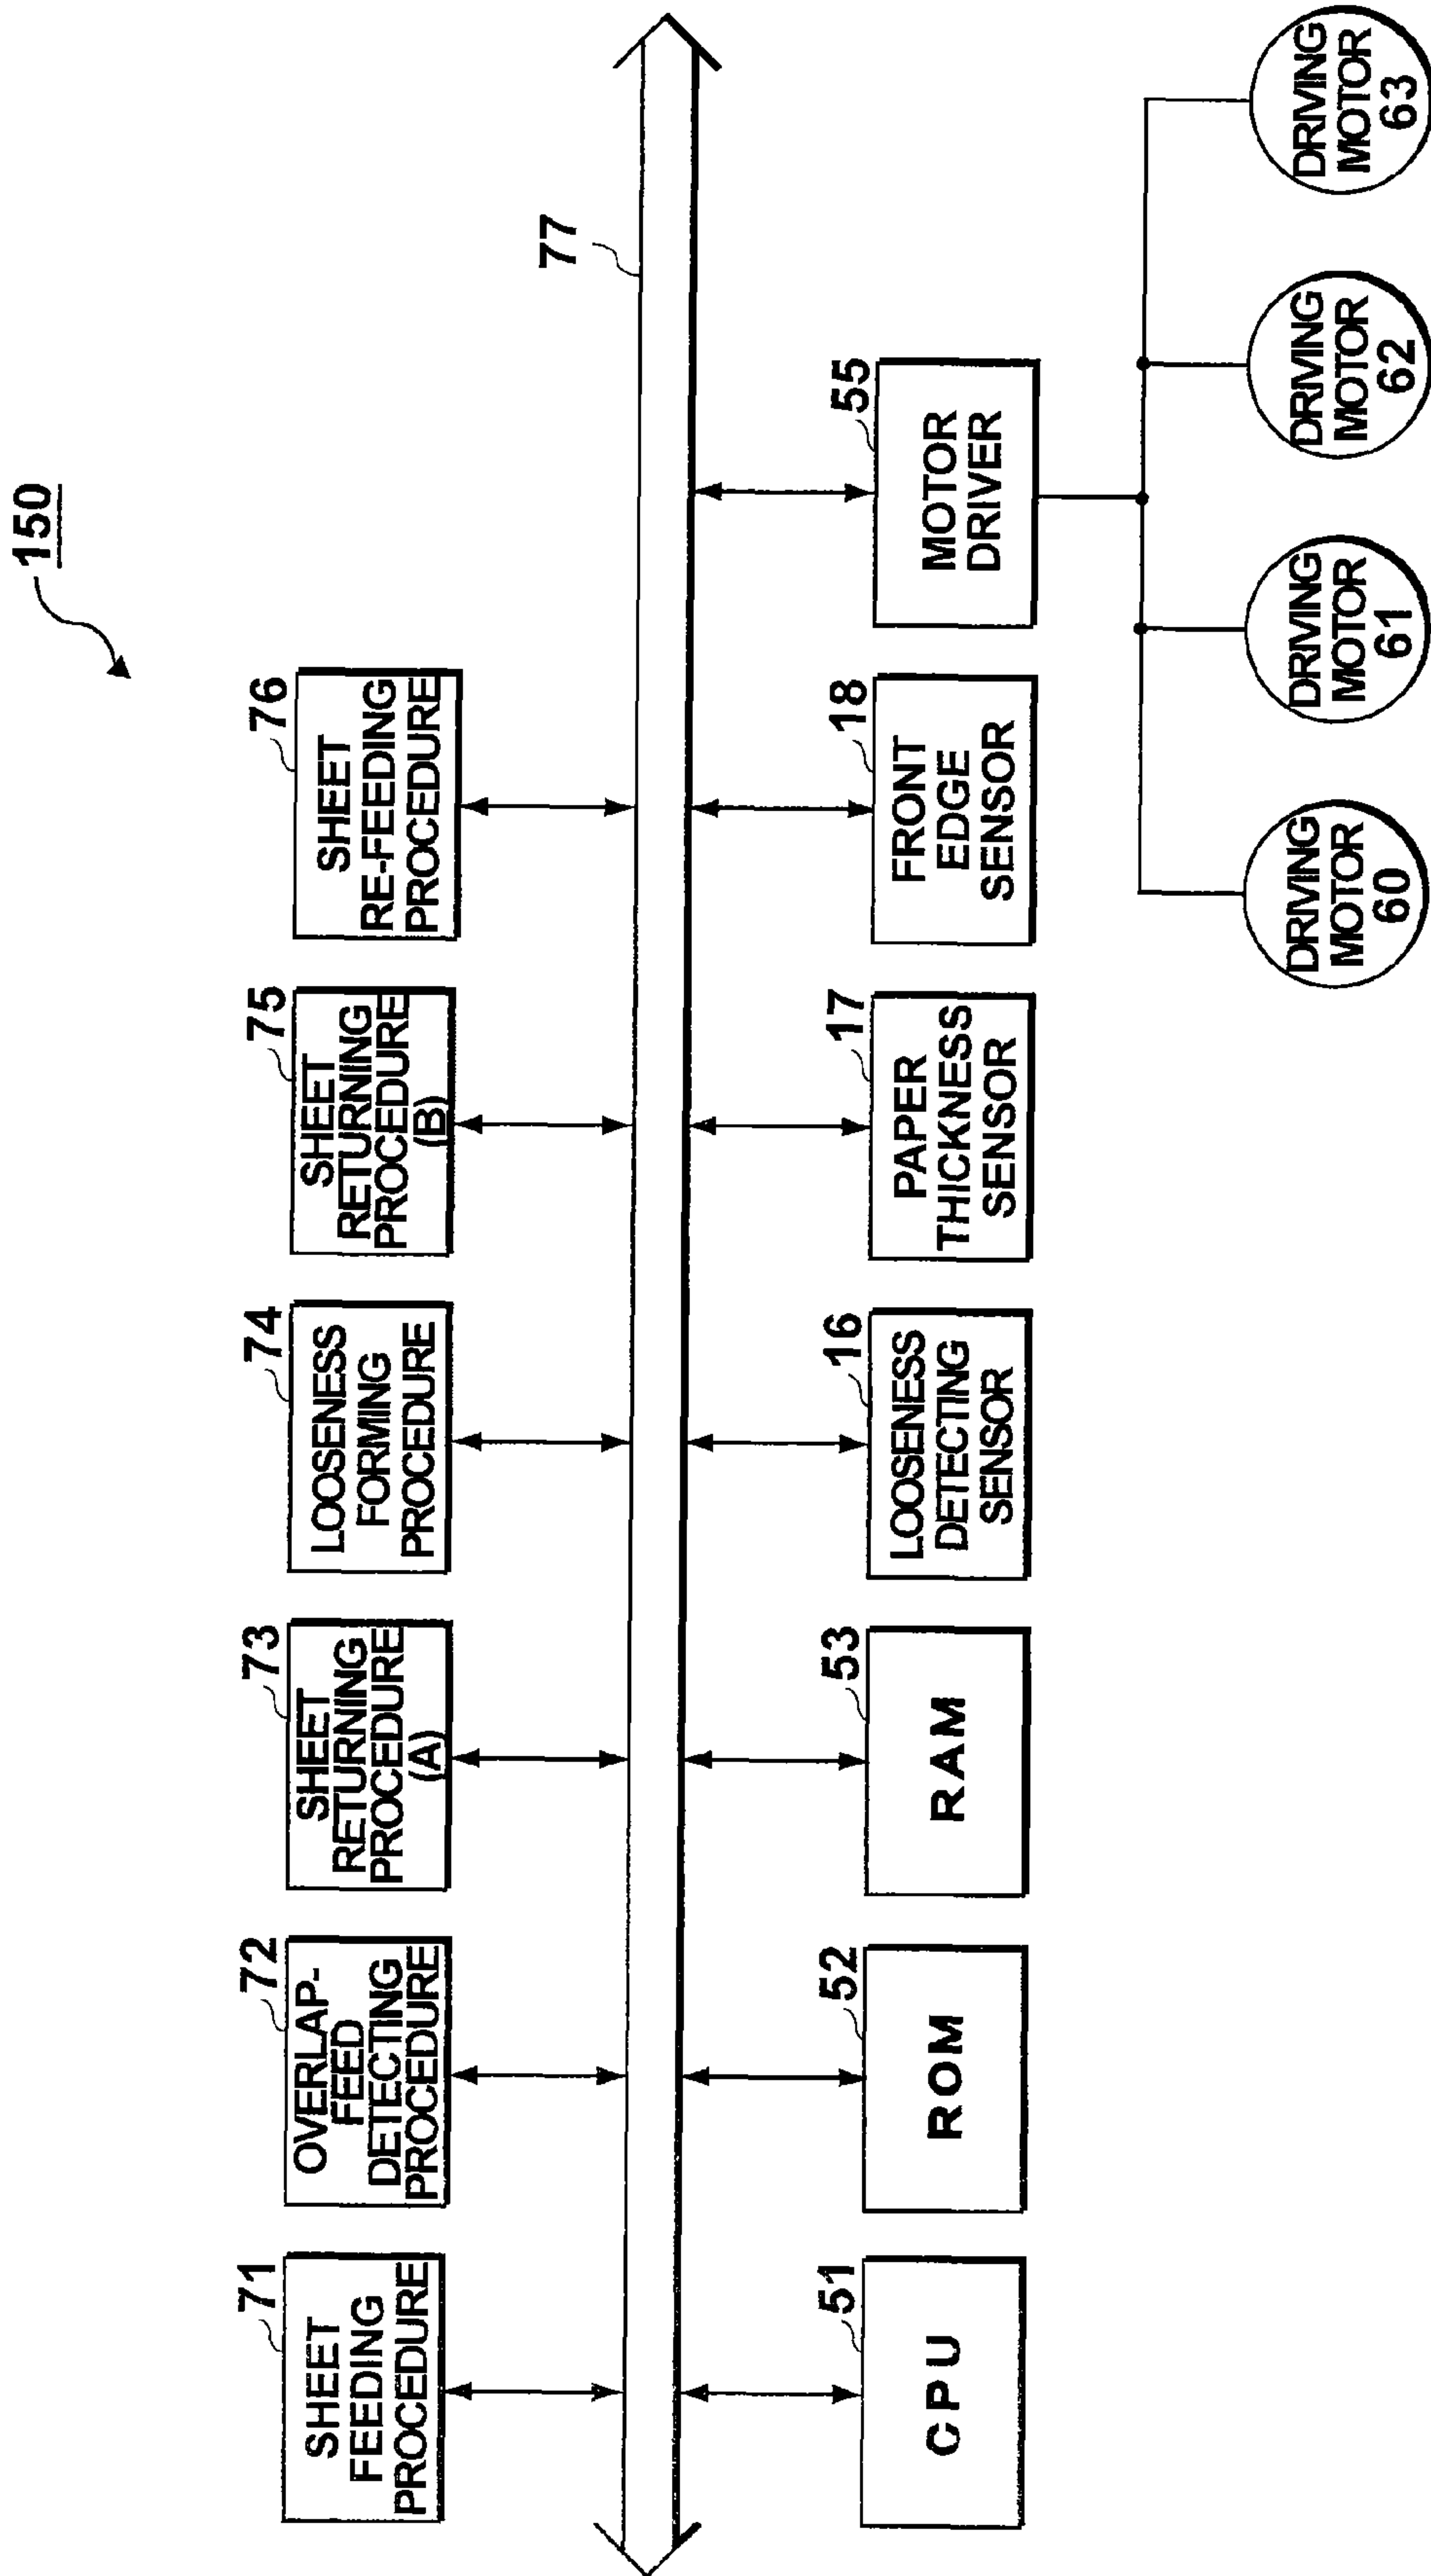 150
71
SHEET
FEEDING
PROCEDURE
72
OVERLAP-
FEED
DETECTING
PROCEDURE
73
SHEET
RETURNING
PROCEDURE
(A)
74
LOOSENESS
FORMING
PROCEDURE
75
SHEET
RETURNING
PROCEDURE
(B)
76
SHEET
RE-FEEDING
PROCEDURE
77
51
CPU
52
ROM
53
RAM
16
LOOSENESS
DETECTING
SENSOR
17
PAPER
THICKNESS
SENSOR
18
FRONT
EDGE
SENSOR
55
MOTOR
DRIVER
DRIVING
MOTOR
60
DRIVING
MOTOR
61
DRIVING
MOTOR
62
DRIVING
MOTOR
63